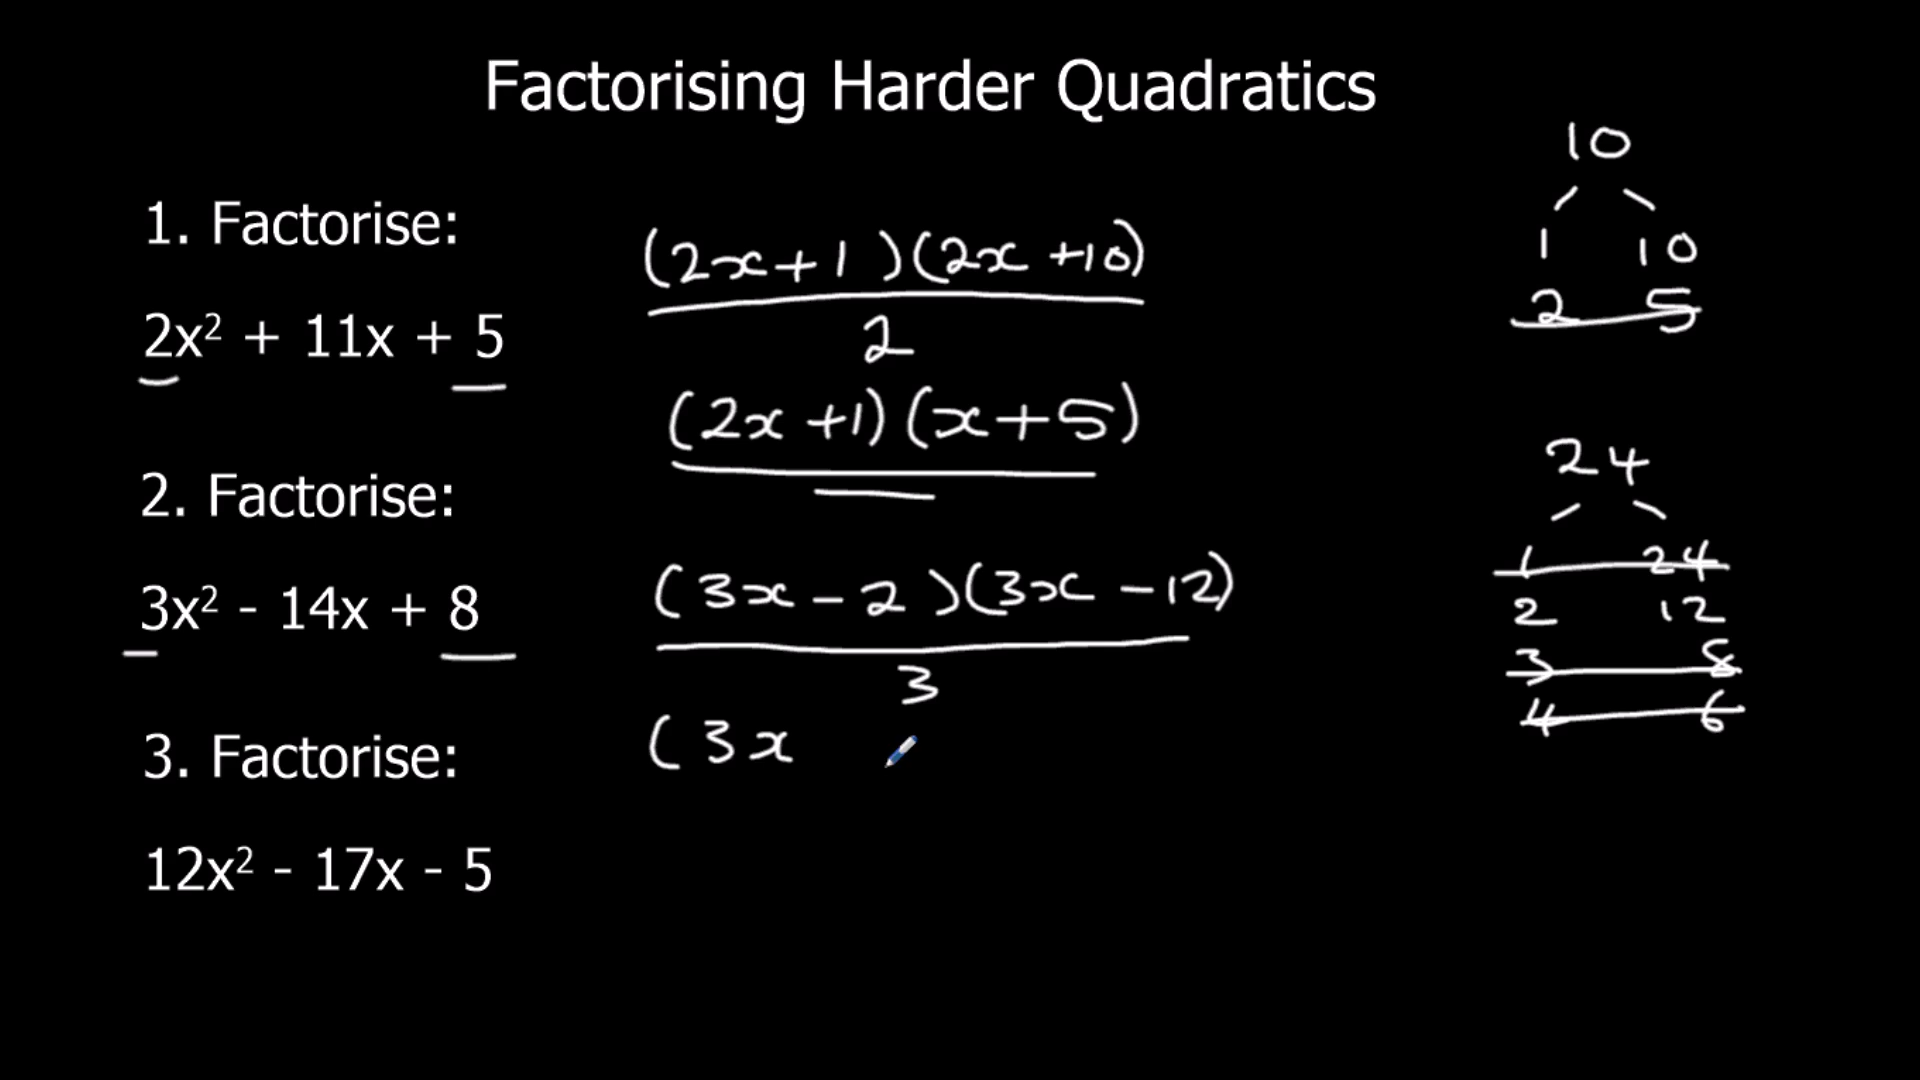 Factorising Harder Quadratics
1. Factorise:
2x² + 11x + 5
(2x+1)(2x+10)
2
(2x+1)(x+5)
2. Factorise:
3x² - 14x + 8
(3x-2)(3x-12)
3
(3x
3. Factorise:
12x² - 17x - 5
10
1 10
2 5
24
1 24
2 12
3 8
4 6